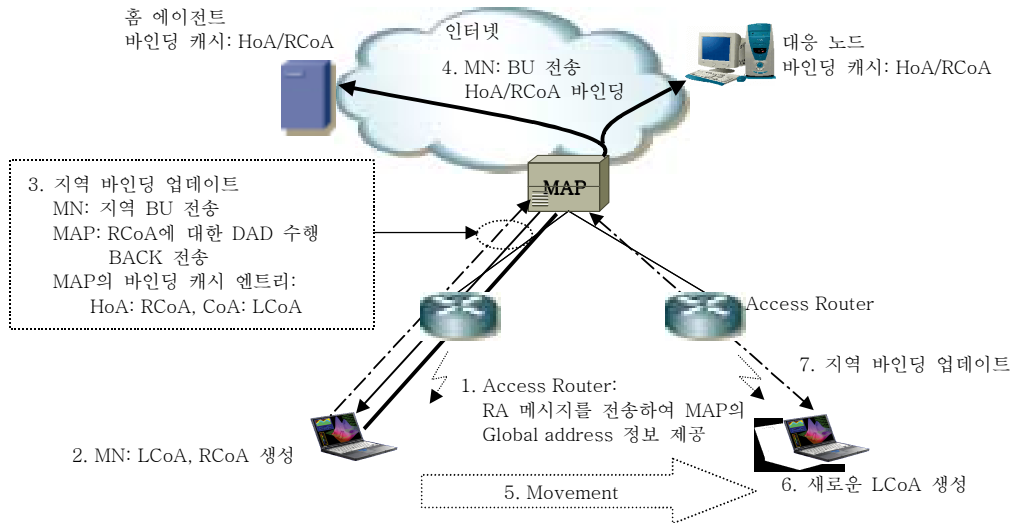 홈 에이전트
바인딩 캐시: HoA/RCoA
인터넷
4. MN: BU 전송
HoA/RCoA 바인딩
대응 노드
바인딩 캐시: HoA/RCoA
MAP
3. 지역 바인딩 업데이트
MN: 지역 BU 전송
MAP: RCoA에 대한 DAD 수행
BACK 전송
MAP의 바인딩 캐시 엔트리:
HoA: RCoA, CoA: LCoA
Access Router
7. 지역 바인딩 업데이트
1. Access Router:
RA 메시지를 전송하여 MAP의
Global address 정보 제공
2. MN: LCoA, RCoA 생성
6. 새로운 LCoA 생성
5. Movement